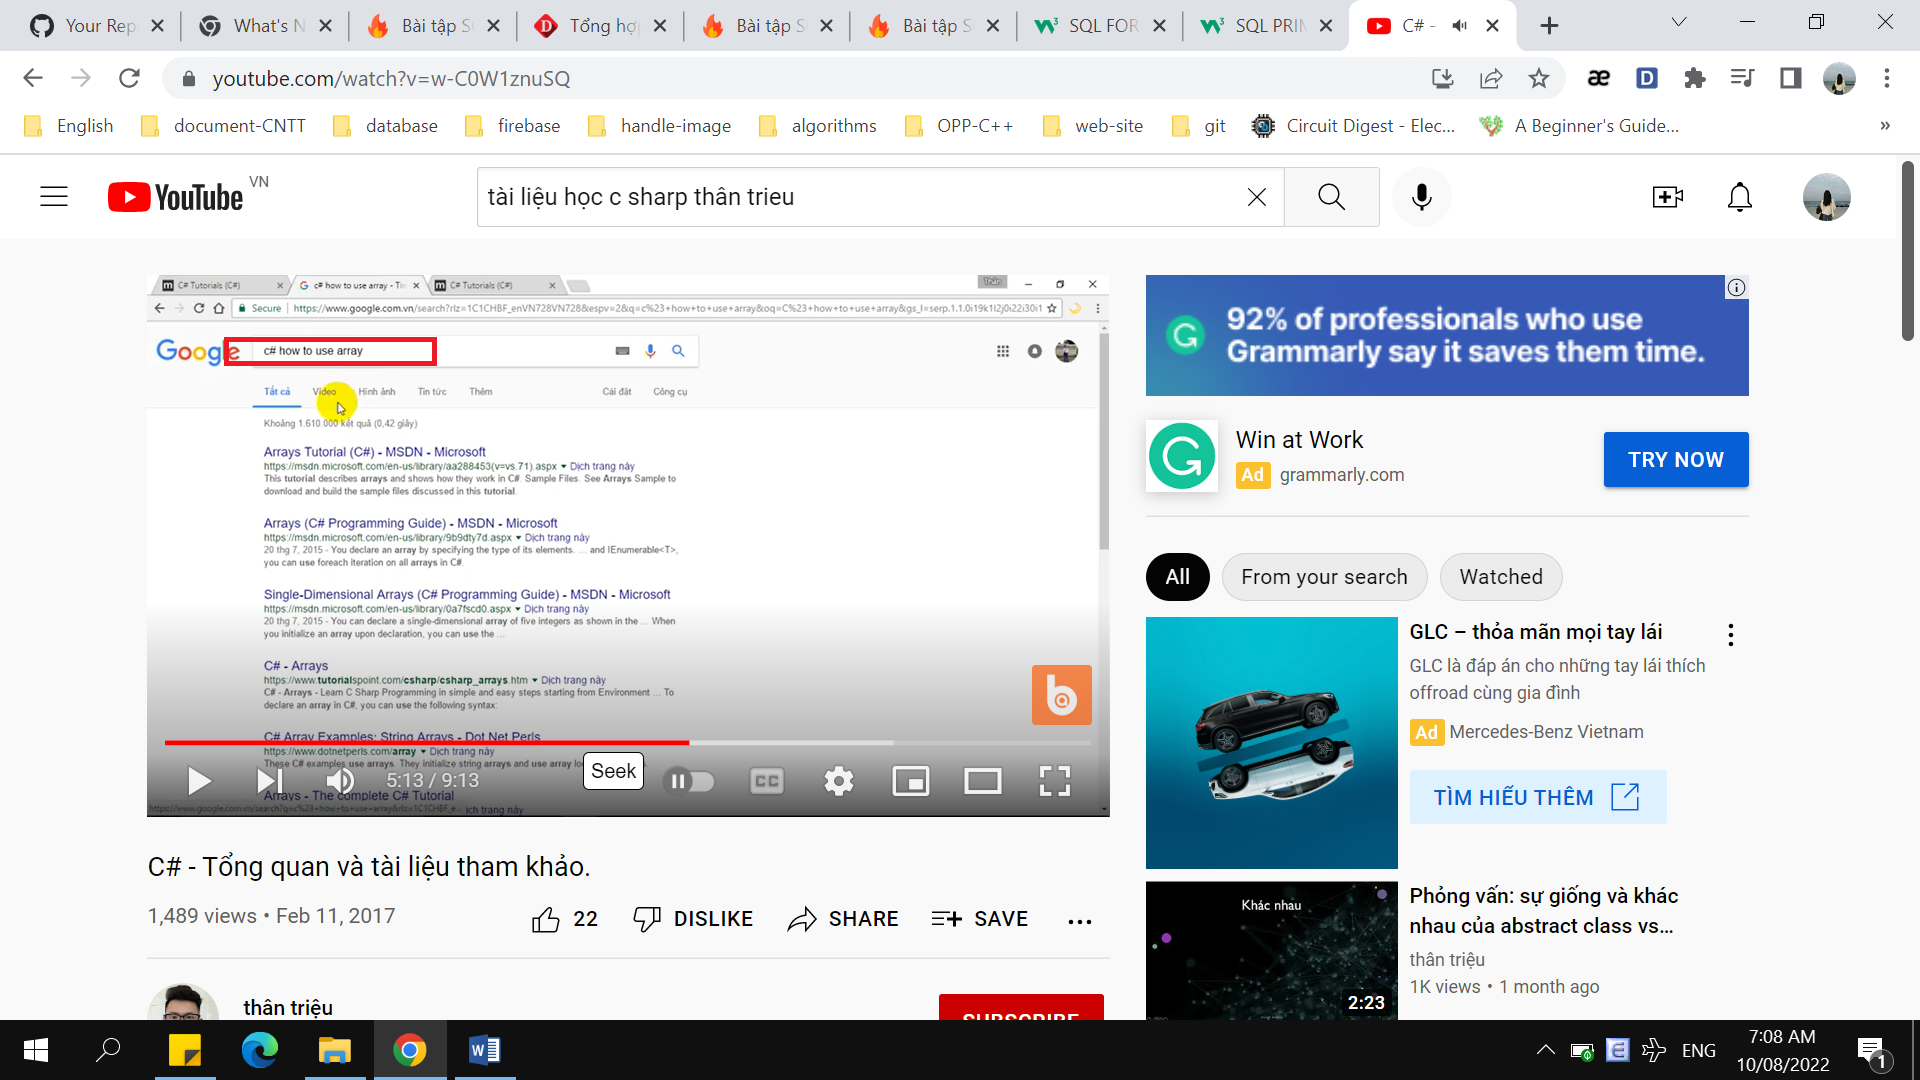 Your Rep
What's N
Bài tập S
Tổng hợ
Bài tập S
Bài tập S
SQL FOR
SQL PRI
C# -
youtube.com/watch?v=w-C0W1znuSQ
English
document-CNTT
database
firebase
handle-image
algorithms
OPP-C++
web-site
git
Circuit Digest - Elec...
A Beginner's Guide...
»
YouTube VN
tài liệu học c sharp thân trieu
C# Tutorials (C#)
c# how to use array - Tìm
C# Tutorials (C#)
Thân
Secure
https://www.google.com.vn/search?rlz=1C1CHBF_enVN728VN728&espv=2&q=c%23+how+to+use+array&oq=C%23+how+to+use+array&gs_l=serp.1.1.0i19k1l2j0i22i30i1
Google
c# how to use array
Tất cả
Video
Hình ảnh
Tin tức
Thêm
Cài đặt
Công cụ
Khoảng 1.610.000 kết quả (0,42 giây)
Arrays Tutorial (C#) - MSDN - Microsoft
https://msdn.microsoft.com/en-us/library/aa288453(v=vs.71).aspx ▾ Dịch trang này
This tutorial describes arrays and shows how they work in C#. Sample Files. See Arrays Sample to
download and build the sample files discussed in this tutorial.
Arrays (C# Programming Guide) - MSDN - Microsoft
https://msdn.microsoft.com/en-us/library/9b9dty7d.aspx ▾ Dịch trang này
20 thg 7, 2015 - You declare an array by specifying the type of its elements. ... and IEnumerable<T>,
you can use foreach iteration on all arrays in C#.
Single-Dimensional Arrays (C# Programming Guide) - MSDN - Microsoft
https://msdn.microsoft.com/en-us/library/0a7fscd0.aspx ▾ Dịch trang này
20 thg 7, 2015 - You can declare a single-dimensional array of five integers as shown in the ... When
you initialize an array upon declaration, you can use the ...
C# - Arrays
https://www.tutorialspoint.com/csharp/csharp_arrays.htm ▾ Dịch trang này
C# - Arrays - Learn C Sharp Programming in simple and easy steps starting from Environment ... To
declare an array in C#, you can use the following syntax:
C# Array Examples: String Arrays - Dot Net Perls
https://www.dotnetperls.com/array ▾ Dịch trang này
These C# examples use arrays. They initialize string arrays and use array
5:13 / 9:13
Seek
CC
Arrays - The complete C# Tutorial
ịch trang này
92% of professionals who use
Grammarly say it saves them time.
Win at Work
Ad grammarly.com
TRY NOW
All
From your search
Watched
GLC – thỏa mãn mọi tay lái
GLC là đáp án cho những tay lái thích
offroad cùng gia đình
Ad Mercedes-Benz Vietnam
TÌM HIỂU THÊM
Khác nhau
2:23
Phỏng vấn: sự giống và khác
nhau của abstract class vs...
thân triệu
1K views • 1 month ago
C# - Tổng quan và tài liệu tham khảo.
1,489 views • Feb 11, 2017
22
DISLIKE
SHARE
SAVE
...
thân triệu
SUBSCRIBE
ENG
7:08 AM
10/08/2022
1